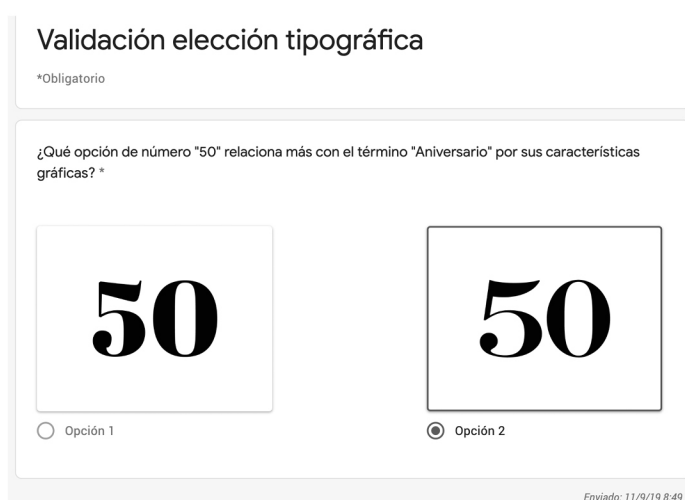 Validación elección tipográfica
*Obligatorio
¿Qué opción de número "50" relaciona más con el término "Aniversario" por sus características
gráficas? *
50
50
Opción 1
Opción 2
Enviado: 11/9/19 8:49